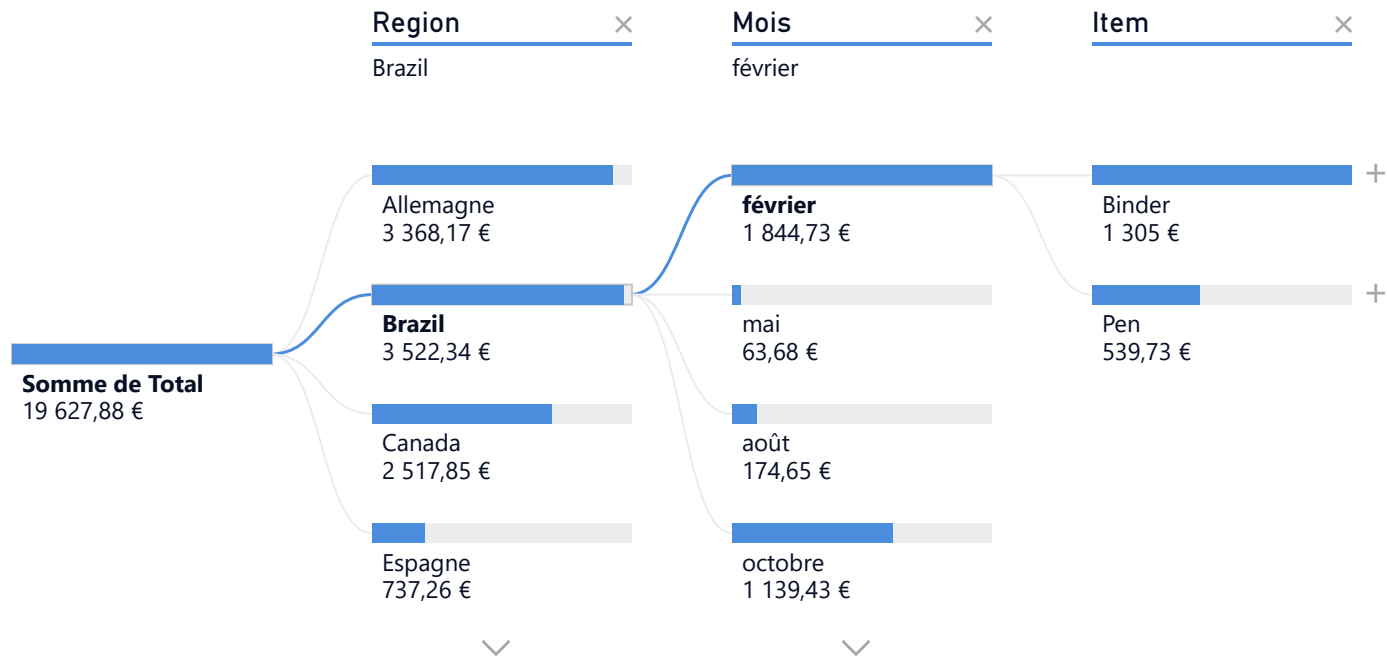 Region
Mois
Item
Brazil
février
Allemagne
3 368,17 €
Brazil
3 522,34 €
Canada
2 517,85 €
Espagne
737,26 €
Somme de Total
19 627,88 €
février
1 844,73 €
mai
63,68 €
août
174,65 €
octobre
1 139,43 €
Binder
1 305 €
Pen
539,73 €